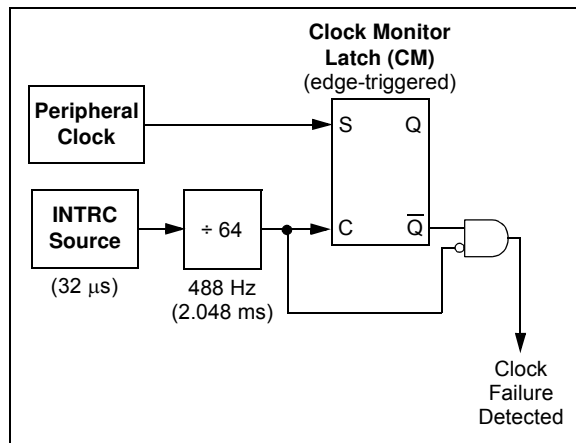 Clock Monitor
Latch (CM)
(edge-triggered)
Peripheral
Clock
S Q
INTRC
Source
÷ 64
C Q̅
(32 μs)
488 Hz
(2.048 ms)
Clock
Failure
Detected